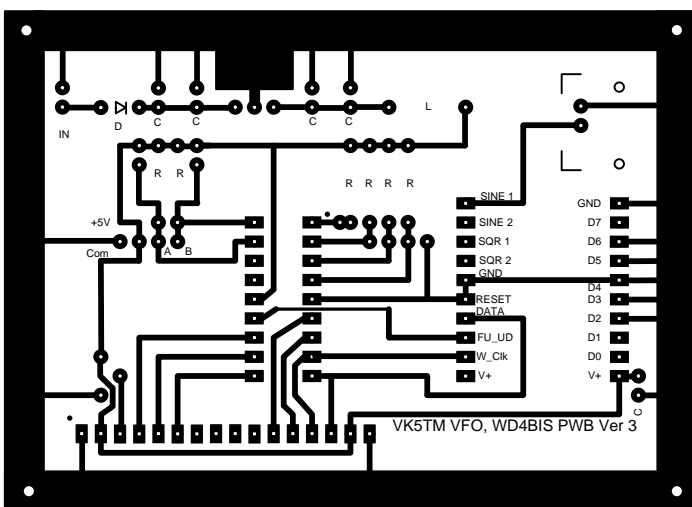 L
D
C
C
C
C
IN
R
R
R
R
R
R
SINE 1
GND
+5V
SINE 2
D7
Com
A
B
SQR 1
D6
SQR 2
D5
GND
D4
RESET
D3
DATA
D2
FU_UD
D1
W_Clk
D0
V+
V+
C
VK5TM VFO, WD4BIS PWB Ver 3